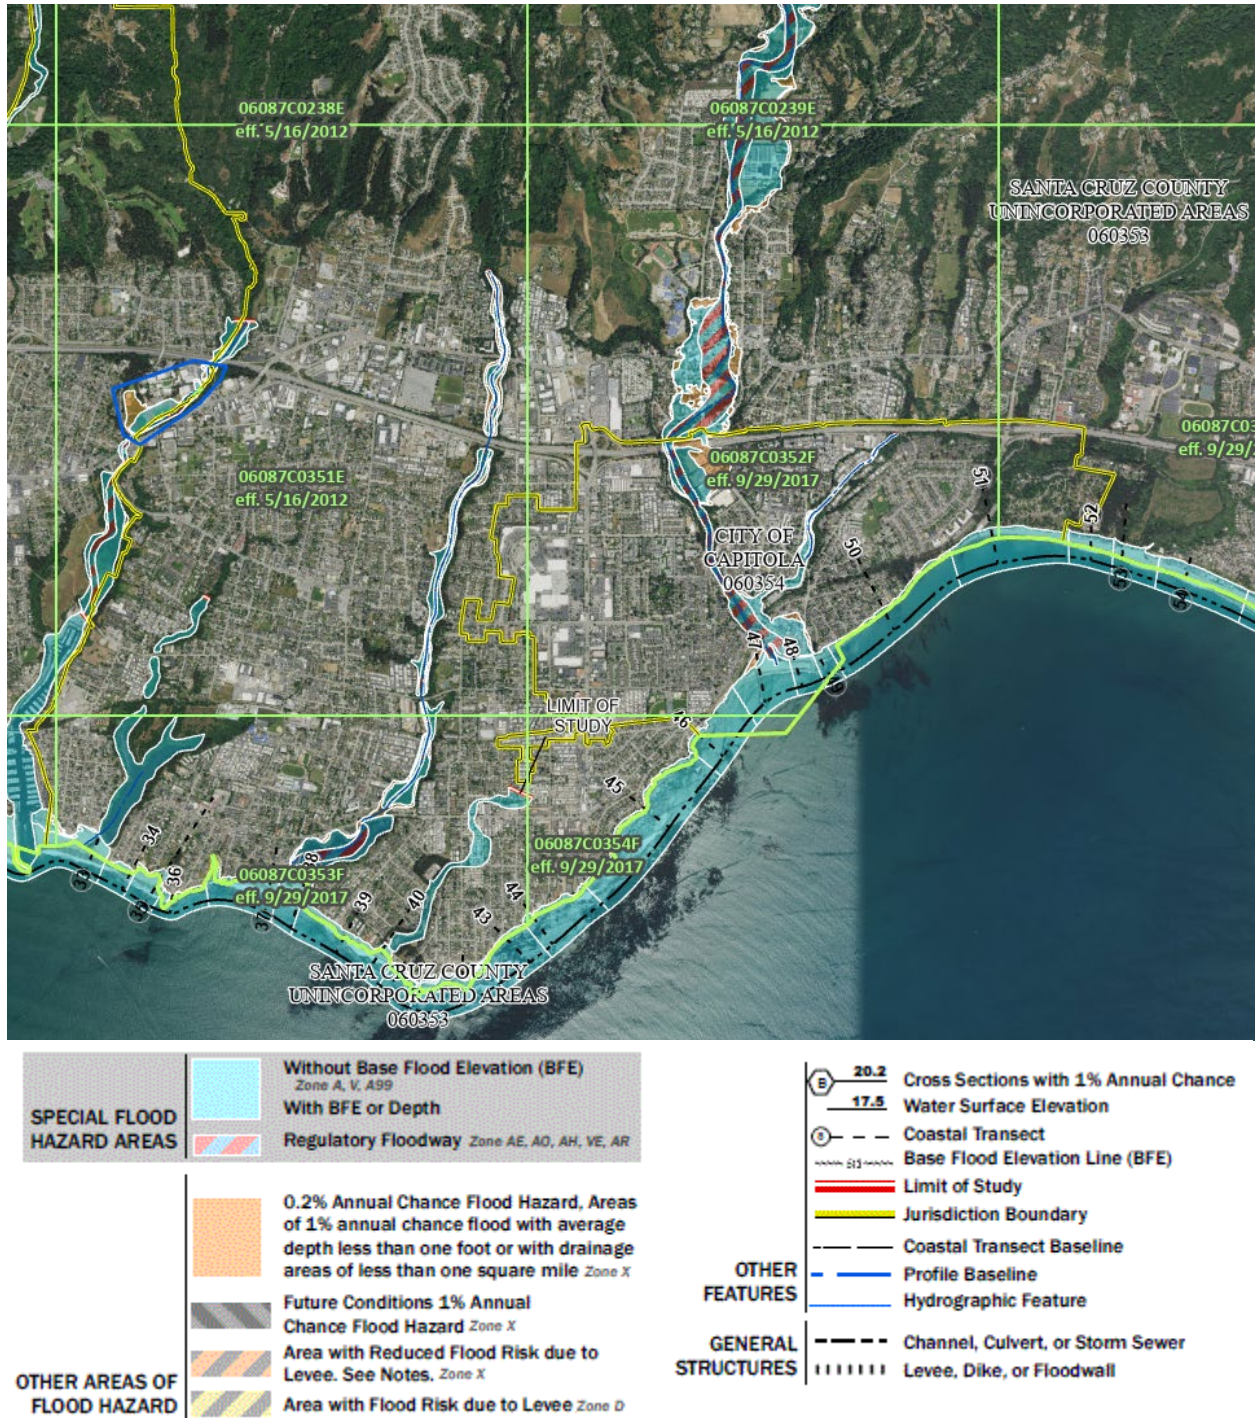 06087C0238E
eff. 5/16/2012
06087C0239E
eff. 5/16/2012
SANTA CRUZ COUNTY
UNINCORPORATED AREAS
060353
06087C0351E
eff. 5/16/2012
06087C0352F
eff. 9/29/2017
06087C03
eff. 9/29/
CITY OF
CAPITOLA
060354
51
52
50
53
54
47
48
49
46
LIMIT OF
STUDY
45
06087C0354F
eff. 9/29/2017
34
36
33
35
06087C0353F
eff. 9/29/2017
37
38
39
40
43
44
SANTA CRUZ COUNTY
UNINCORPORATED AREAS
060353
SPECIAL FLOOD
HAZARD AREAS
Without Base Flood Elevation (BFE)
Zone A, V, A99
With BFE or Depth
Regulatory Floodway Zone AE, AO, AH, VE, AR
OTHER AREAS OF
FLOOD HAZARD
0.2% Annual Chance Flood Hazard, Areas
of 1% annual chance flood with average
depth less than one foot or with drainage
areas of less than one square mile Zone X
Future Conditions 1% Annual
Chance Flood Hazard Zone X
Area with Reduced Flood Risk due to
Levee. See Notes. Zone X
Area with Flood Risk due to Levee Zone D
OTHER
FEATURES
B 20.2 Cross Sections with 1% Annual Chance
17.5 Water Surface Elevation
8 Coastal Transect
513 Base Flood Elevation Line (BFE)
Limit of Study
Jurisdiction Boundary
Coastal Transect Baseline
Profile Baseline
Hydrographic Feature
GENERAL
STRUCTURES
Channel, Culvert, or Storm Sewer
Levee, Dike, or Floodwall